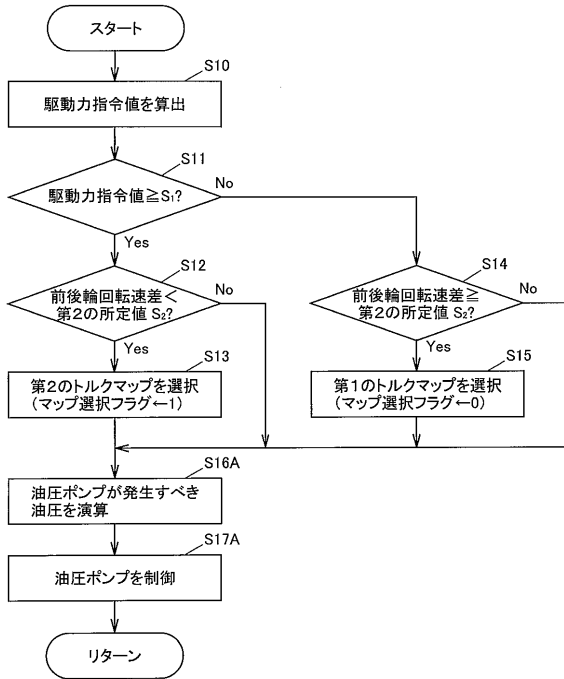 スタート
S10
駆動力指令値を算出
S11
駆動力指令値≧S₁?
No
Yes
S12
前後輪回転速差<
第2の所定値 S₂?
No
Yes
S14
前後輪回転速差≧
第2の所定値 S₂?
No
Yes
S13
第2のトルクマップを選択
(マップ選択フラグ←1)
S15
第1のトルクマップを選択
(マップ選択フラグ←0)
S16A
油圧ポンプが発生すべき
油圧を演算
S17A
油圧ポンプを制御
リターン